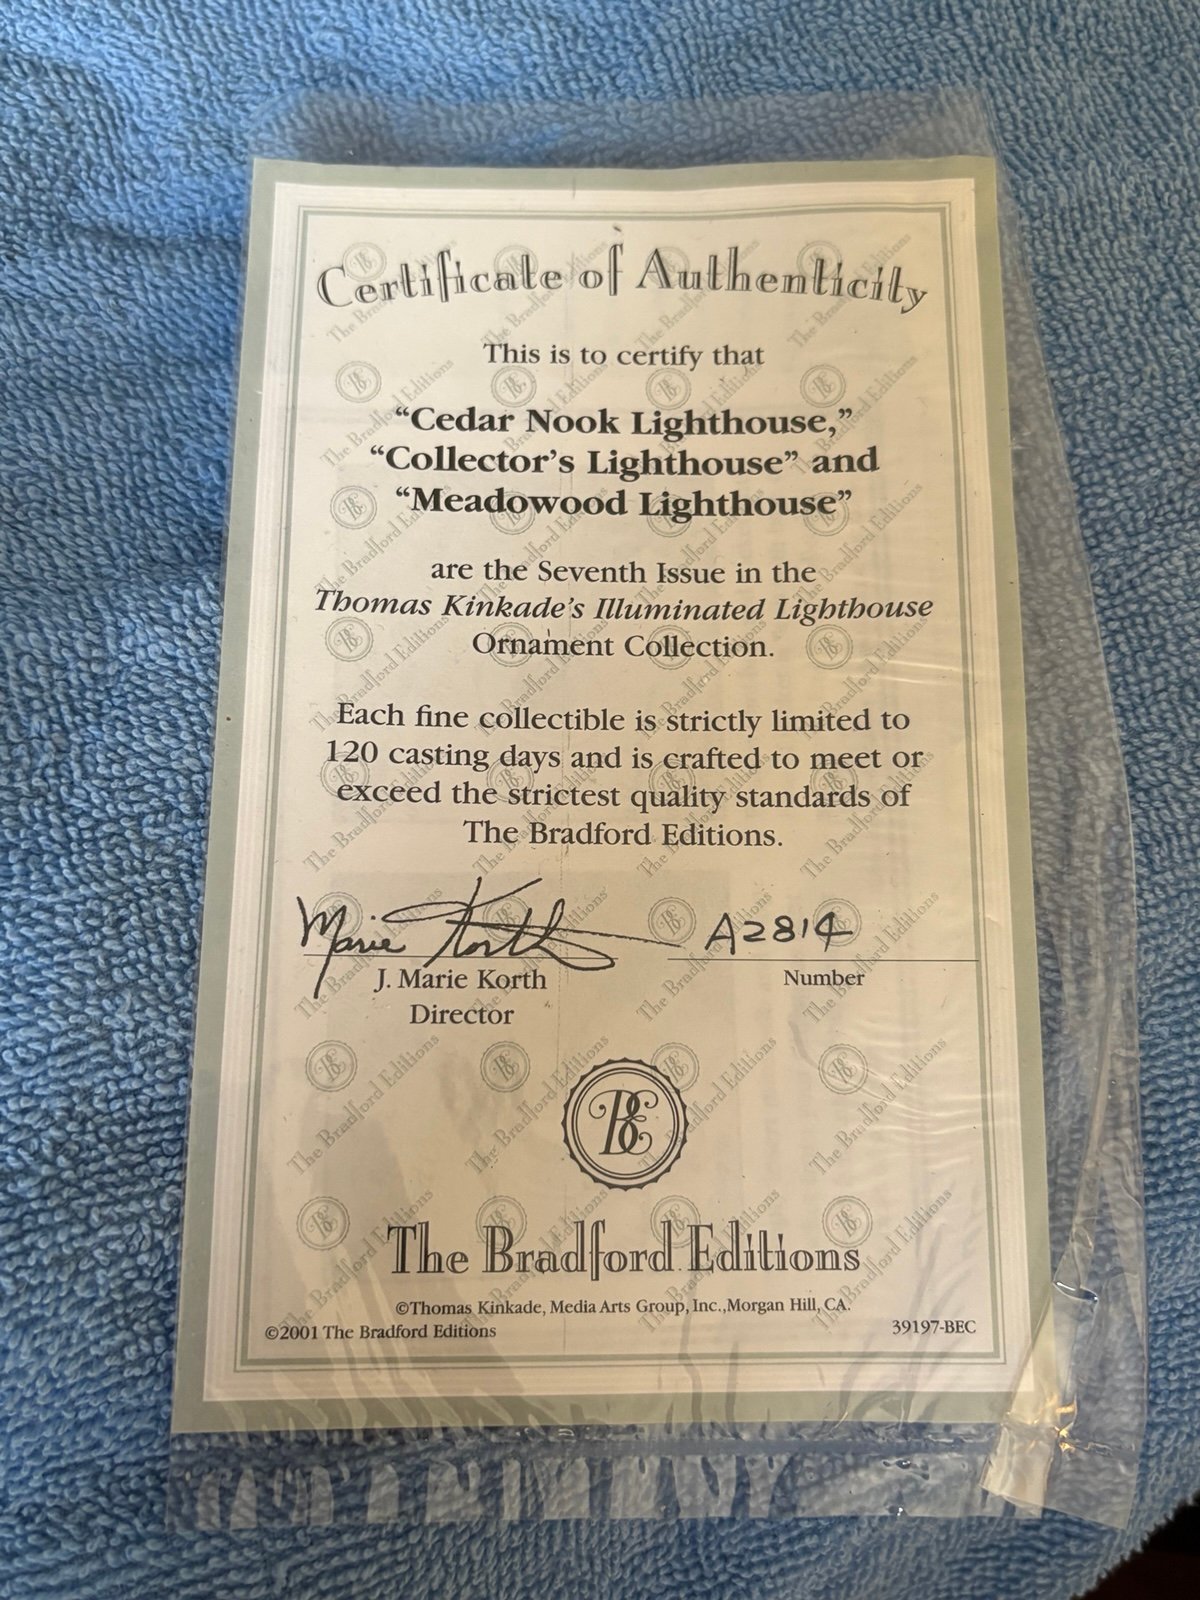 Certificate of Authenticity
This is to certify that
“Cedar Nook Lighthouse,”
“Collector’s Lighthouse” and
“Meadowood Lighthouse”
are the Seventh Issue in the
Thomas Kinkade’s Illuminated Lighthouse
Ornament Collection.
Each fine collectible is strictly limited to
120 casting days and is crafted to meet or
exceed the strictest quality standards of
The Bradford Editions.
Marie Korth
A2814
J. Marie Korth
Number
Director
BE
The Bradford Editions
©Thomas Kinkade, Media Arts Group, Inc.,Morgan Hill, CA.
©2001 The Bradford Editions
39197-BEC